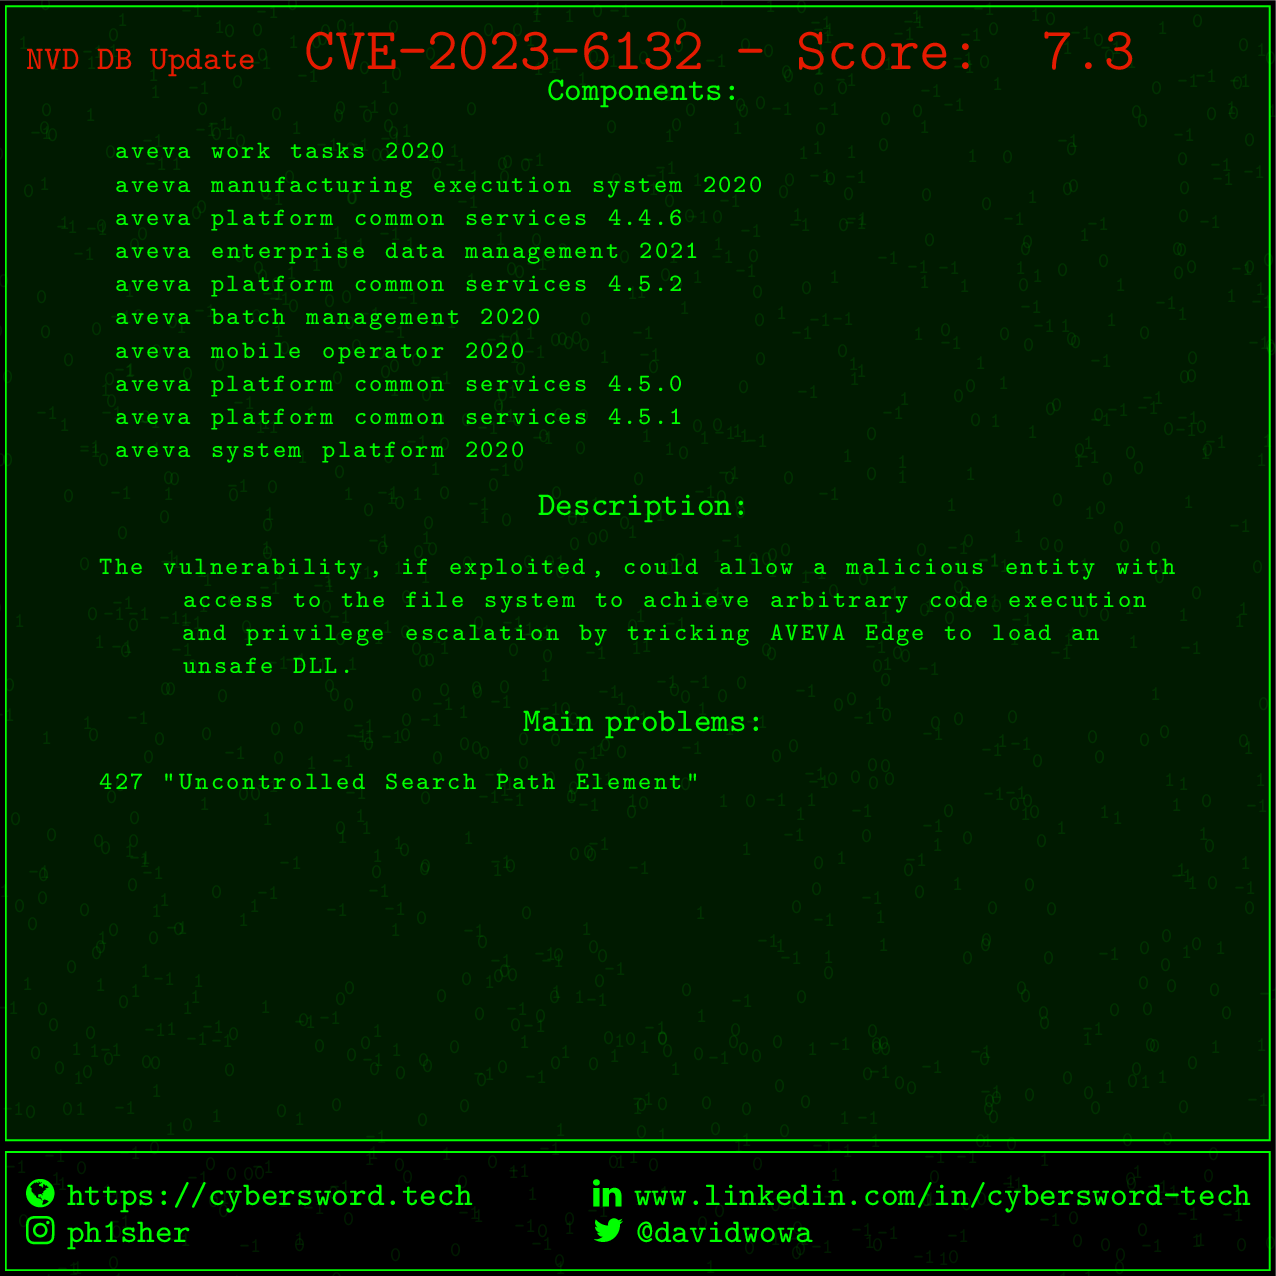 NVD DB Update CVE-2023-6132 - Score: 7.3
Components:
aveva work tasks 2020
aveva manufacturing execution system 2020
aveva platform common services 4.4.6
aveva enterprise data management 2021
aveva platform common services 4.5.2
aveva batch management 2020
aveva mobile operator 2020
aveva platform common services 4.5.0
aveva platform common services 4.5.1
aveva system platform 2020
Description:
The vulnerability, if exploited, could allow a malicious entity with
access to the file system to achieve arbitrary code execution
and privilege escalation by tricking AVEVA Edge to load an
unsafe DLL.
Main problems:
427 "Uncontrolled Search Path Element"
https://cybersword.tech
www.linkedin.com/in/cybersword-tech
ph1sher
@davidwowa